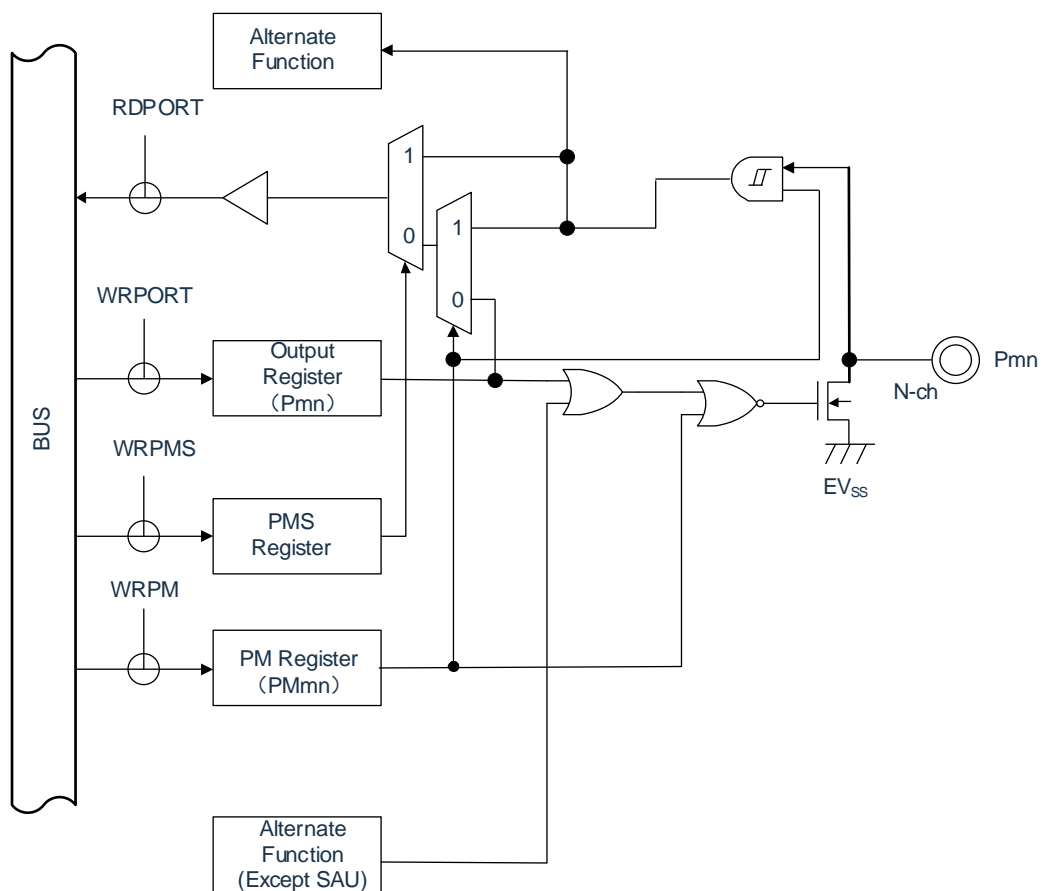 Alternate
Function
RDPORT
1
0
1
0
WRPORT
Output
Register
（Pmn）
Pmn
N-ch
EVSS
BUS
WRPMS
PMS
Register
WRPM
PM Register
（PMmn）
Alternate
Function
(Except SAU)